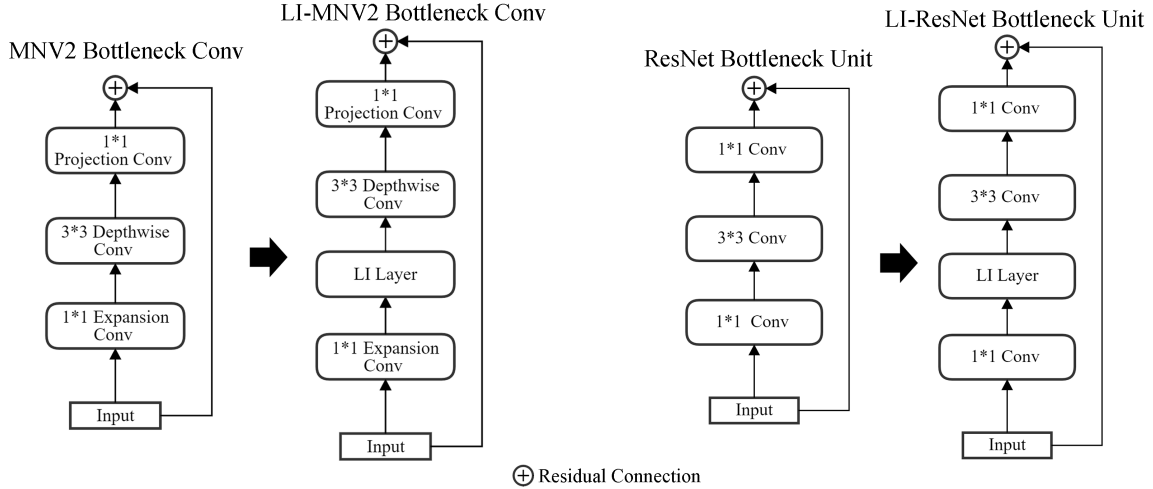 MNV2 Bottleneck Conv
1*1
Projection Conv
3*3 Depthwise
Conv
1*1 Expansion
Conv
Input
LI-MNV2 Bottleneck Conv
1*1
Projection Conv
3*3 Depthwise
Conv
LI Layer
1*1 Expansion
Conv
Input
ResNet Bottleneck Unit
1*1 Conv
3*3 Conv
1*1 Conv
Input
LI-ResNet Bottleneck Unit
1*1 Conv
3*3 Conv
LI Layer
1*1 Conv
Input
Residual Connection